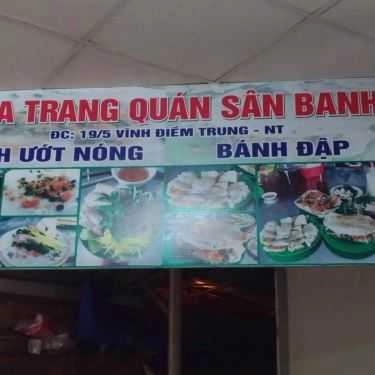 TRANG QUÁN SÂN BANH
ĐC: 19/5 VĨNH ĐIỀM TRUNG - NT
ƯỚT NÓNG BÁNH ĐẬP